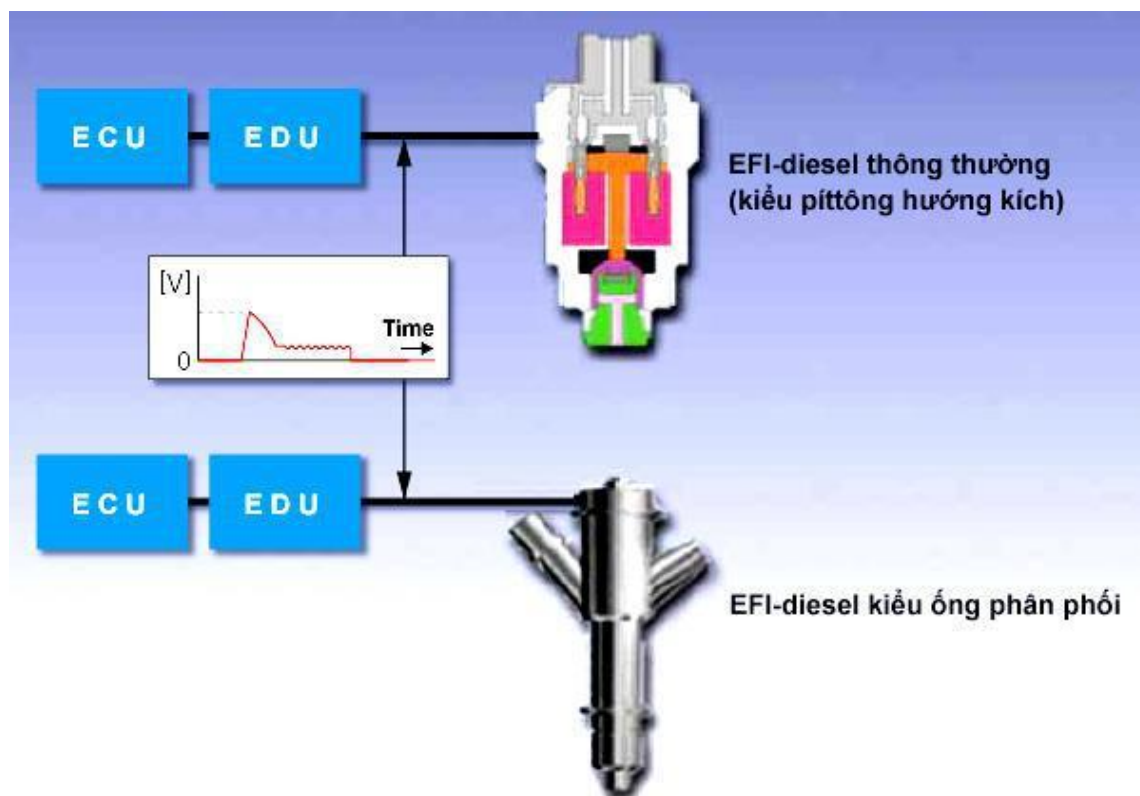 ECU
EDU
EFI-diesel thông thường
(kiểu píttông hướng kích)
[V]
Time
0
ECU
EDU
EFI-diesel kiểu ống phân phối